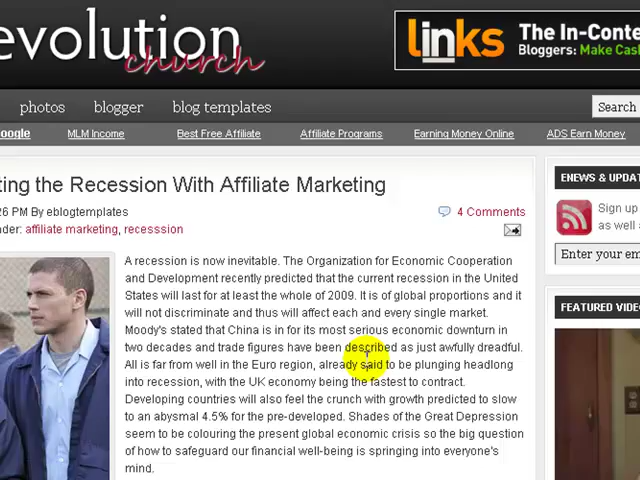 evolution
church
links The In-Conte
Bloggers: Make Cas
photos blogger blog templates Search
oogle MLM Income Best Free Affiliate Affiliate Programs Earning Money Online ADS Earn Money
ting the Recession With Affiliate Marketing
26 PM By eblogtemplates 4 Comments
der: affiliate marketing, recesssion
A recession is now inevitable. The Organization for Economic Cooperation
and Development recently predicted that the current recession in the United
States will last for at least the whole of 2009. It is of global proportions and it
will not discriminate and thus will affect each and every single market.
Moody's stated that China is in for its most serious economic downturn in
two decades and trade figures have been described as just awfully dreadful.
All is far from well in the Euro region, already said to be plunging headlong
into recession, with the UK economy being the fastest to contract.
Developing countries will also feel the crunch with growth predicted to slow
to an abysmal 4.5% for the pre-developed. Shades of the Great Depression
seem to be colouring the present global economic crisis so the big question
of how to safeguard our financial well-being is springing into everyone's
mind.
ENEWS & UPDA
Sign up
as well
Enter your em
FEATURED VIDEO